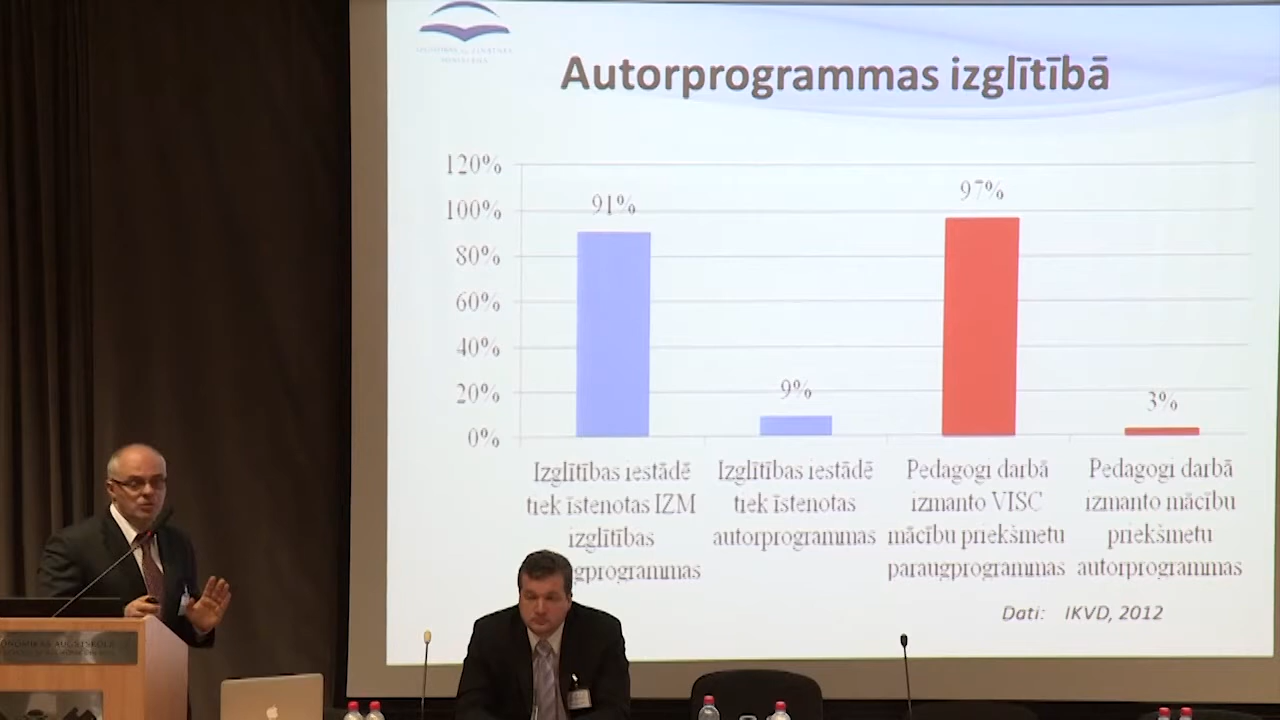 Autorprogrammas izglītībā
120%
100%
80%
60%
40%
20%
0%
91%
9%
97%
3%
Izglītības iestādē
tiek īstenotas IZM
izglītības
gprogrammas
Izglītības iestādē
tiek īstenotas
autorprogrammas
Pedagogi darbā
izmanto VISC
mācību priekšmetu
paraugprogrammas
Pedagogi darbā
izmanto mācību
priekšmetu
autorprogrammas
Dati: IKVD, 2012